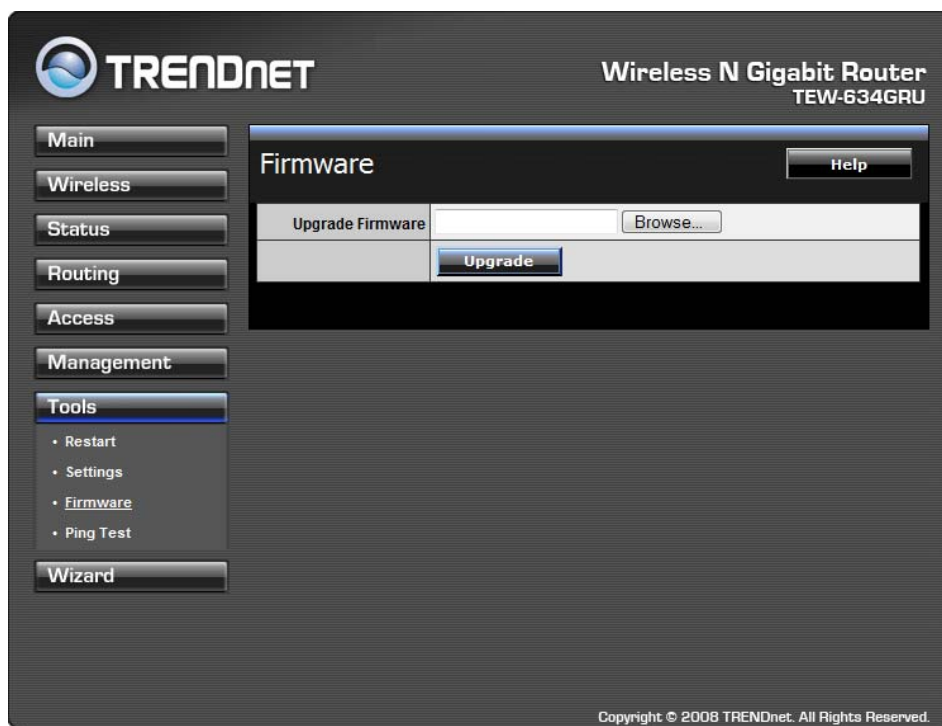 TRENDNET
Wireless N Gigabit Router
TEW-634GRU
Main
Wireless
Status
Routing
Access
Management
Tools
• Restart
• Settings
• Firmware
• Ping Test
Wizard
Firmware
Help
Upgrade Firmware
Browse...
Upgrade
Copyright © 2008 TRENDnet. All Rights Reserved.